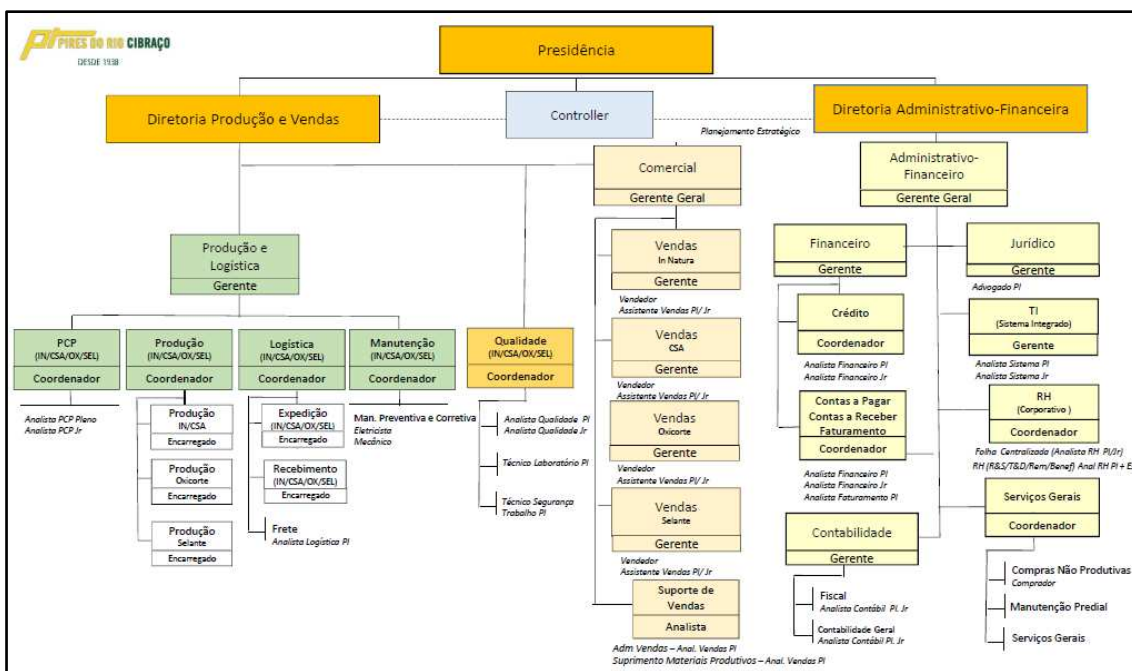 PIRES DO RIO CIBRAÇO
DESDE 1938
Presidência
Diretoria Produção e Vendas
Controller
Diretoria Administrativo-Financeira
Planejamento Estratégico
Comercial
Gerente Geral
Administrativo-
Financeiro
Gerente Geral
Produção e
Logística
Gerente
PCP
(IN/CSA/OX/SEL)
Coordenador
Analista PCP Pleno
Analista PCP Jr
Produção
(IN/CSA/OX/SEL)
Coordenador
Produção
IN/CSA
Encarregado
Produção
Oxicorte
Encarregado
Produção
Selante
Encarregado
Logística
(IN/CSA/OX/SEL)
Coordenador
Expedição
(IN/CSA/OX/SEL)
Encarregado
Recebimento
(IN/CSA/OX/SEL)
Encarregado
Frete
Analista Logística Pl
Manutenção
(IN/CSA/OX/SEL)
Coordenador
Man. Preventiva e Corretiva
Eletricista
Mecânico
Qualidade
(IN/CSA/OX/SEL)
Coordenador
Analista Qualidade Pl
Analista Qualidade Jr
Técnico Laboratório Pl
Técnico Segurança
Trabalho Pl
Vendas
In Natura
Gerente
Vendedor
Assistente Vendas Pl/ Jr
Vendas
CSA
Gerente
Vendedor
Assistente Vendas Pl/ Jr
Vendas
Oxicorte
Gerente
Vendedor
Assistente Vendas Pl/ Jr
Vendas
Selante
Gerente
Vendedor
Assistente Vendas Pl/ Jr
Suporte de
Vendas
Analista
Adm Vendas – Anal. Vendas Pl
Suprimento Materiais Produtivos – Anal. Vendas Pl
Financeiro
Gerente
Crédito
Coordenador
Analista Financeiro Pl
Analista Financeiro Jr
Contas a Pagar
Contas a Receber
Faturamento
Coordenador
Analista Financeiro Pl
Analista Financeiro Jr
Analista Faturamento Pl
Contabilidade
Gerente
Fiscal
Analista Contábil Pl. Jr
Contabilidade Geral
Analista Contábil Pl. Jr
Jurídico
Gerente
Advogado Pl
TI
(Sistema Integrado)
Gerente
Analista Sistema Pl
Analista Sistema Jr
RH
(Corporativo )
Coordenador
Folha Centralizada (Analista RH Pl/Jr)
RH (R&S/T&D/Rem/Benef) Anal RH Pl + E
Serviços Gerais
Coordenador
Compras Não Produtivas
Comprador
Manutenção Predial
Serviços Gerais